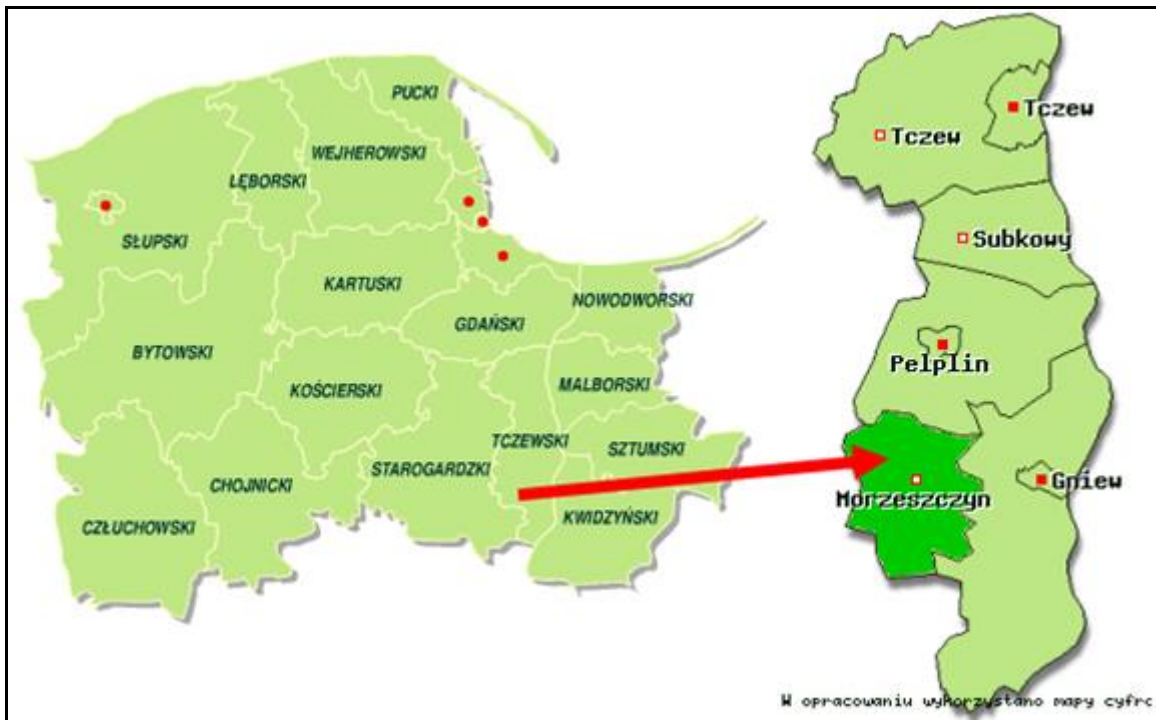 PUCKI
WEJHEROWSKI
LĘBORSKI
SŁUPSKI
KARTUSKI
NOWODWORSKI
GDAŃSKI
BYTOWSKI
KOŚCIERSKI
MALBORSKI
TCZEWSKI
SZTUMSKI
STAROGARDZKI
CHOJNICKI
KWIDZYŃSKI
CZŁUCHOWSKI
Tczew
Tczew
Subkowy
Pelplin
Gniew
Morzeszczyn
W opracowaniu wykorzystano mapy cyfrc